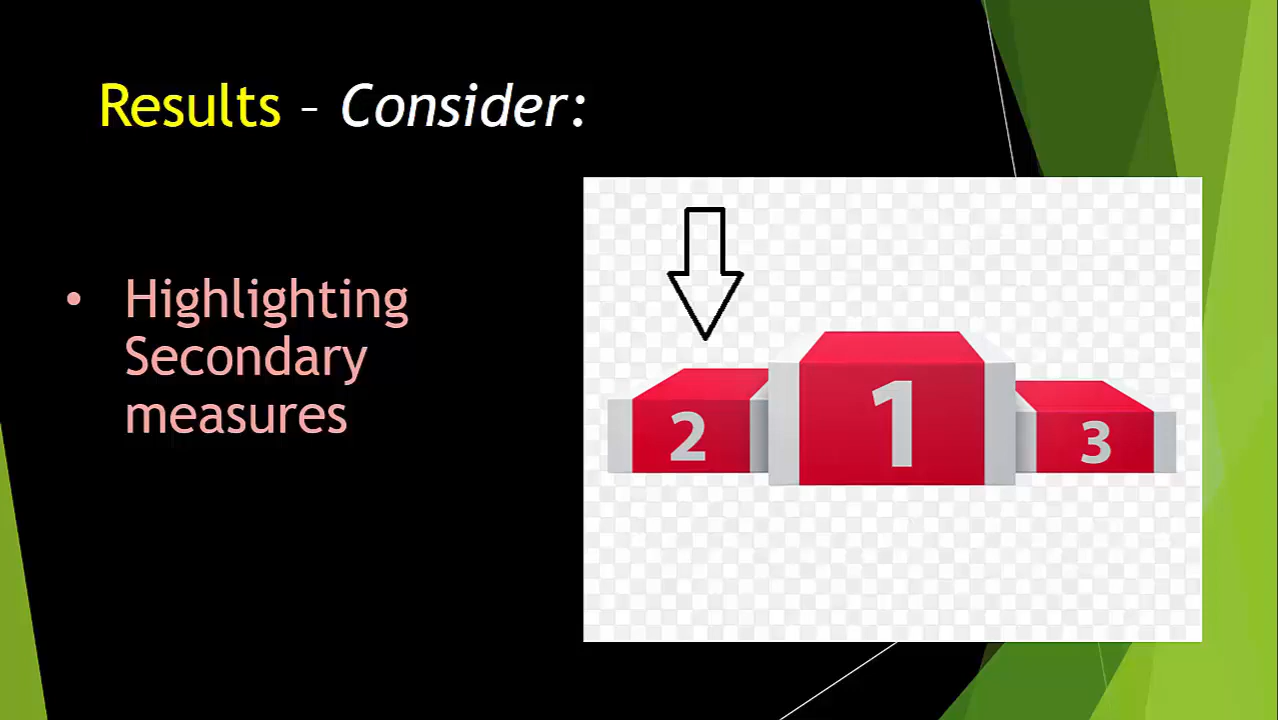 Results – Consider:
• Highlighting
Secondary
measures
2
1
3